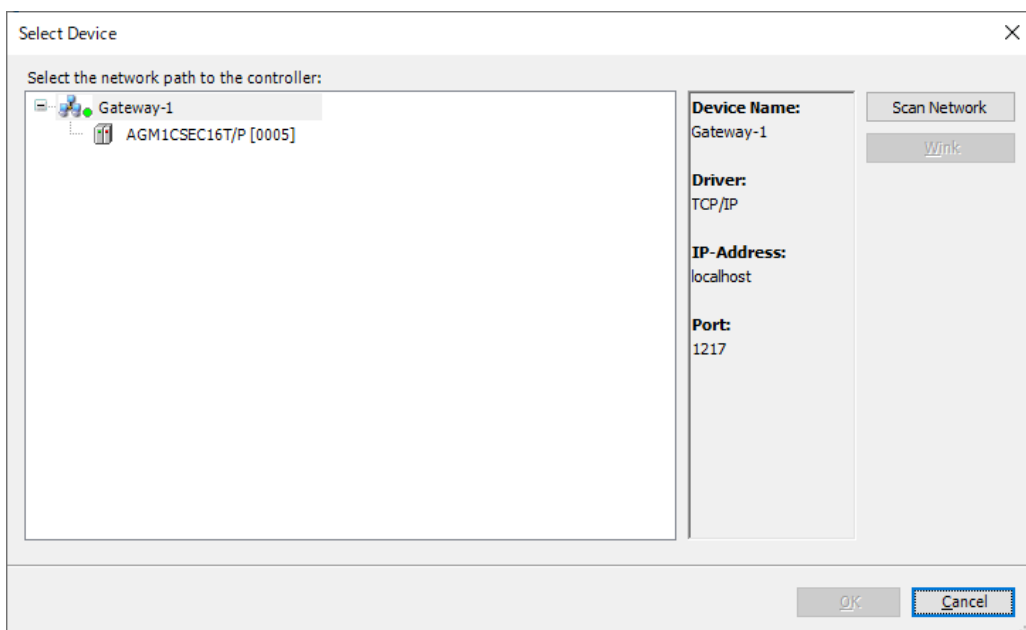 Select Device
Select the network path to the controller:
Gateway-1
AGM1CSEC16T/P [0005]
Device Name:
Gateway-1
Driver:
TCP/IP
IP-Address:
localhost
Port:
1217
Scan Network
Wink
OK
Cancel